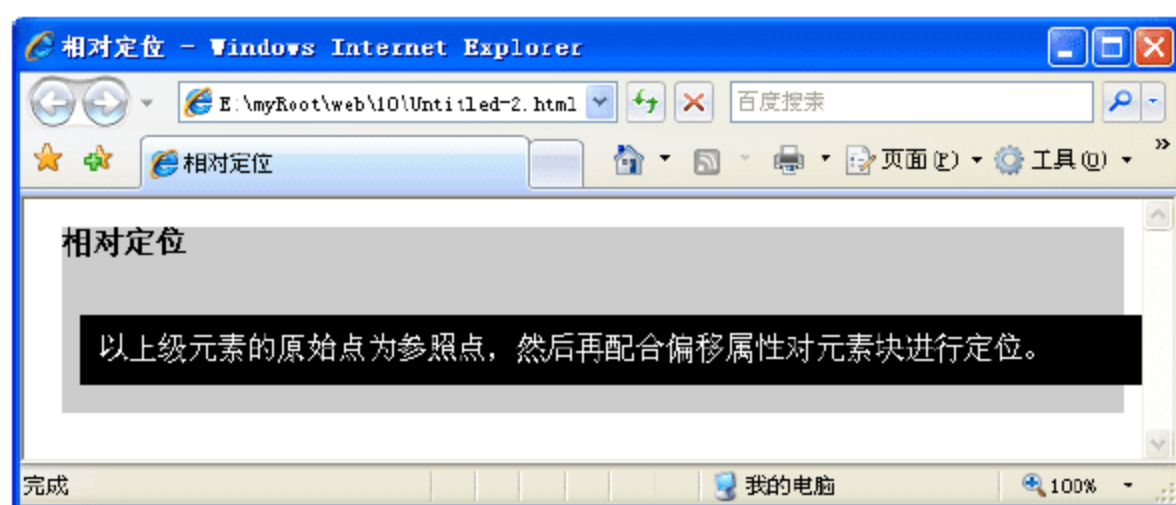 相对定位 - Windows Internet Explorer
E:\myRoot\web\10\Untitled-2.html
百度搜索
相对定位
页面(P)
工具(O)
»
相对定位
以上级元素的原始点为参照点，然后再配合偏移属性对元素块进行定位。
完成
我的电脑
100%